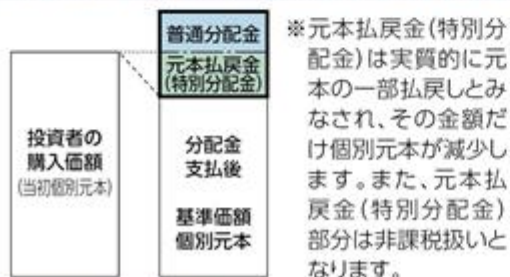 普通分配金
元本払戻金
(特別分配金)
投資者の
購入価額
(当初個別元本)
分配金
支払後
基準価額
個別元本
※元本払戻金(特別分
配金)は実質的に元
本の一部払戻しとみ
なされ、その金額だ
け個別元本が減少し
ます。また、元本払
戻金(特別分配金)
部分は非課税扱いと
なります。